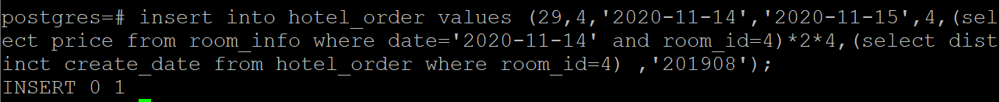 postgres=# insert into hotel_order values (29,4,'2020-11-14','2020-11-15',4,(sel
ect price from room_info where date='2020-11-14' and room_id=4)*2*4,(select dist
inct create_date from hotel_order where room_id=4) ,'201908');
INSERT 0 1